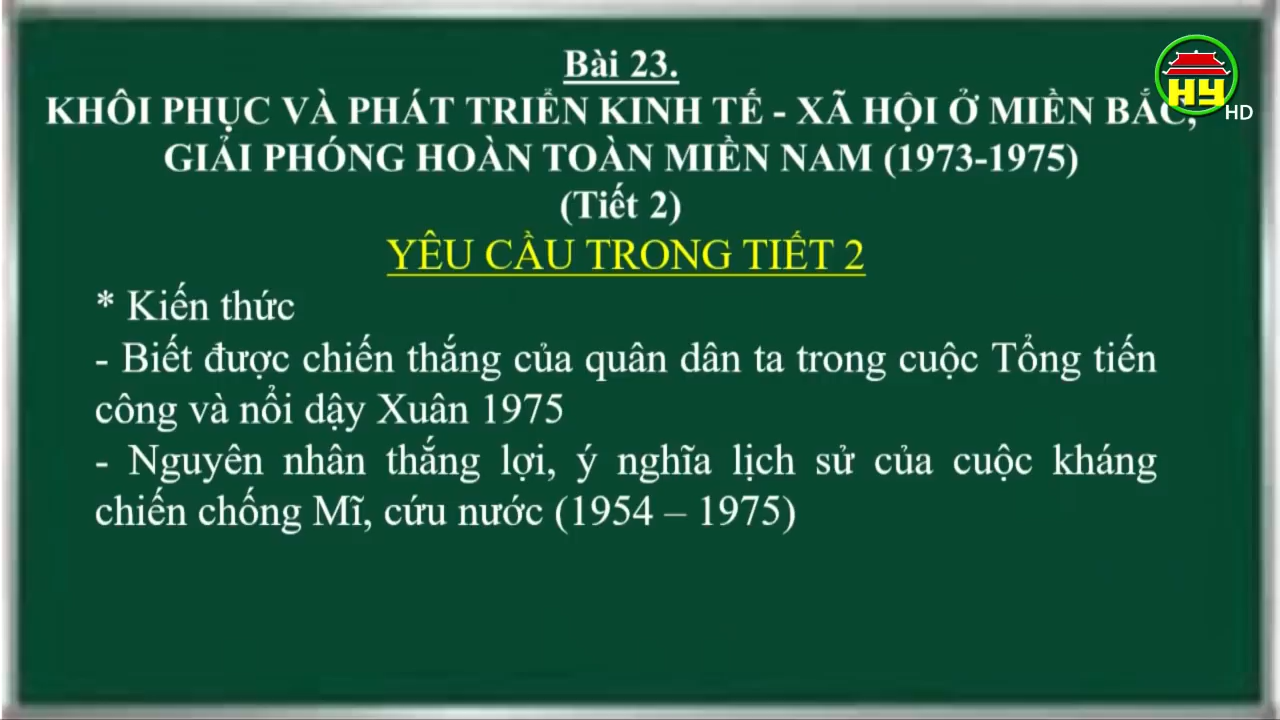 Bài 23.
KHÔI PHỤC VÀ PHÁT TRIỂN KINH TẾ - XÃ HỘI Ở MIỀN BẮC,
GIẢI PHÓNG HOÀN TOÀN MIỀN NAM (1973-1975)
(Tiết 2)
YÊU CẦU TRONG TIẾT 2
* Kiến thức
- Biết được chiến thắng của quân dân ta trong cuộc Tổng tiến
công và nổi dậy Xuân 1975
- Nguyên nhân thắng lợi, ý nghĩa lịch sử của cuộc kháng
chiến chống Mĩ, cứu nước (1954 – 1975)
HY
HD